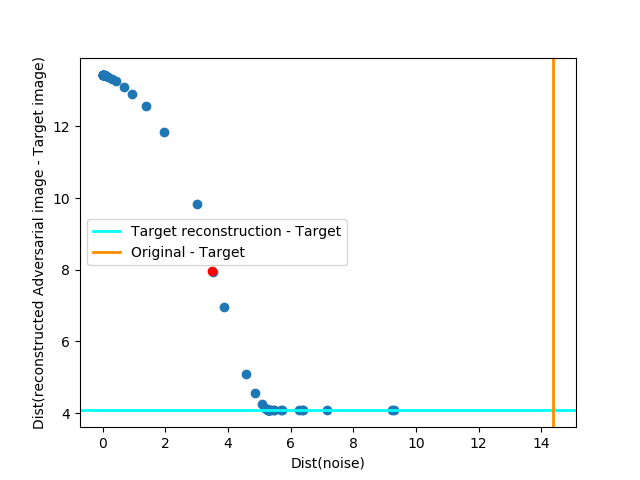 Dist(reconstructed Adversarial image - Target image)
12
10
8
6
4
Target reconstruction - Target
Original - Target
0 2 4 6 8 10 12 14
Dist(noise)